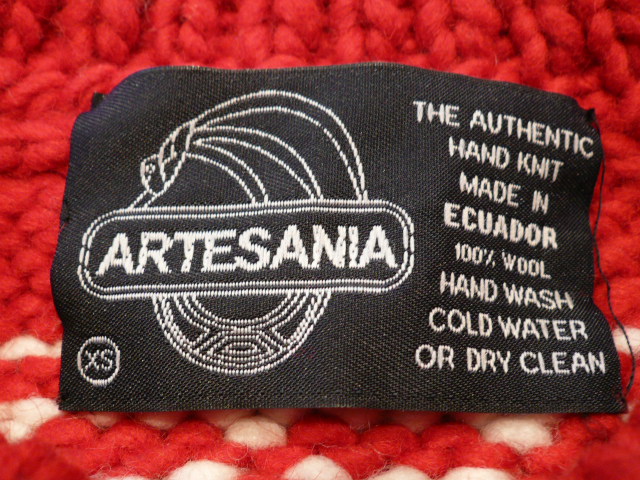 ARTESANIA
XS
THE AUTHENTIC
HAND KNIT
MADE IN
ECUADOR
100% WOOL
HAND WASH
COLD WATER
OR DRY CLEAN